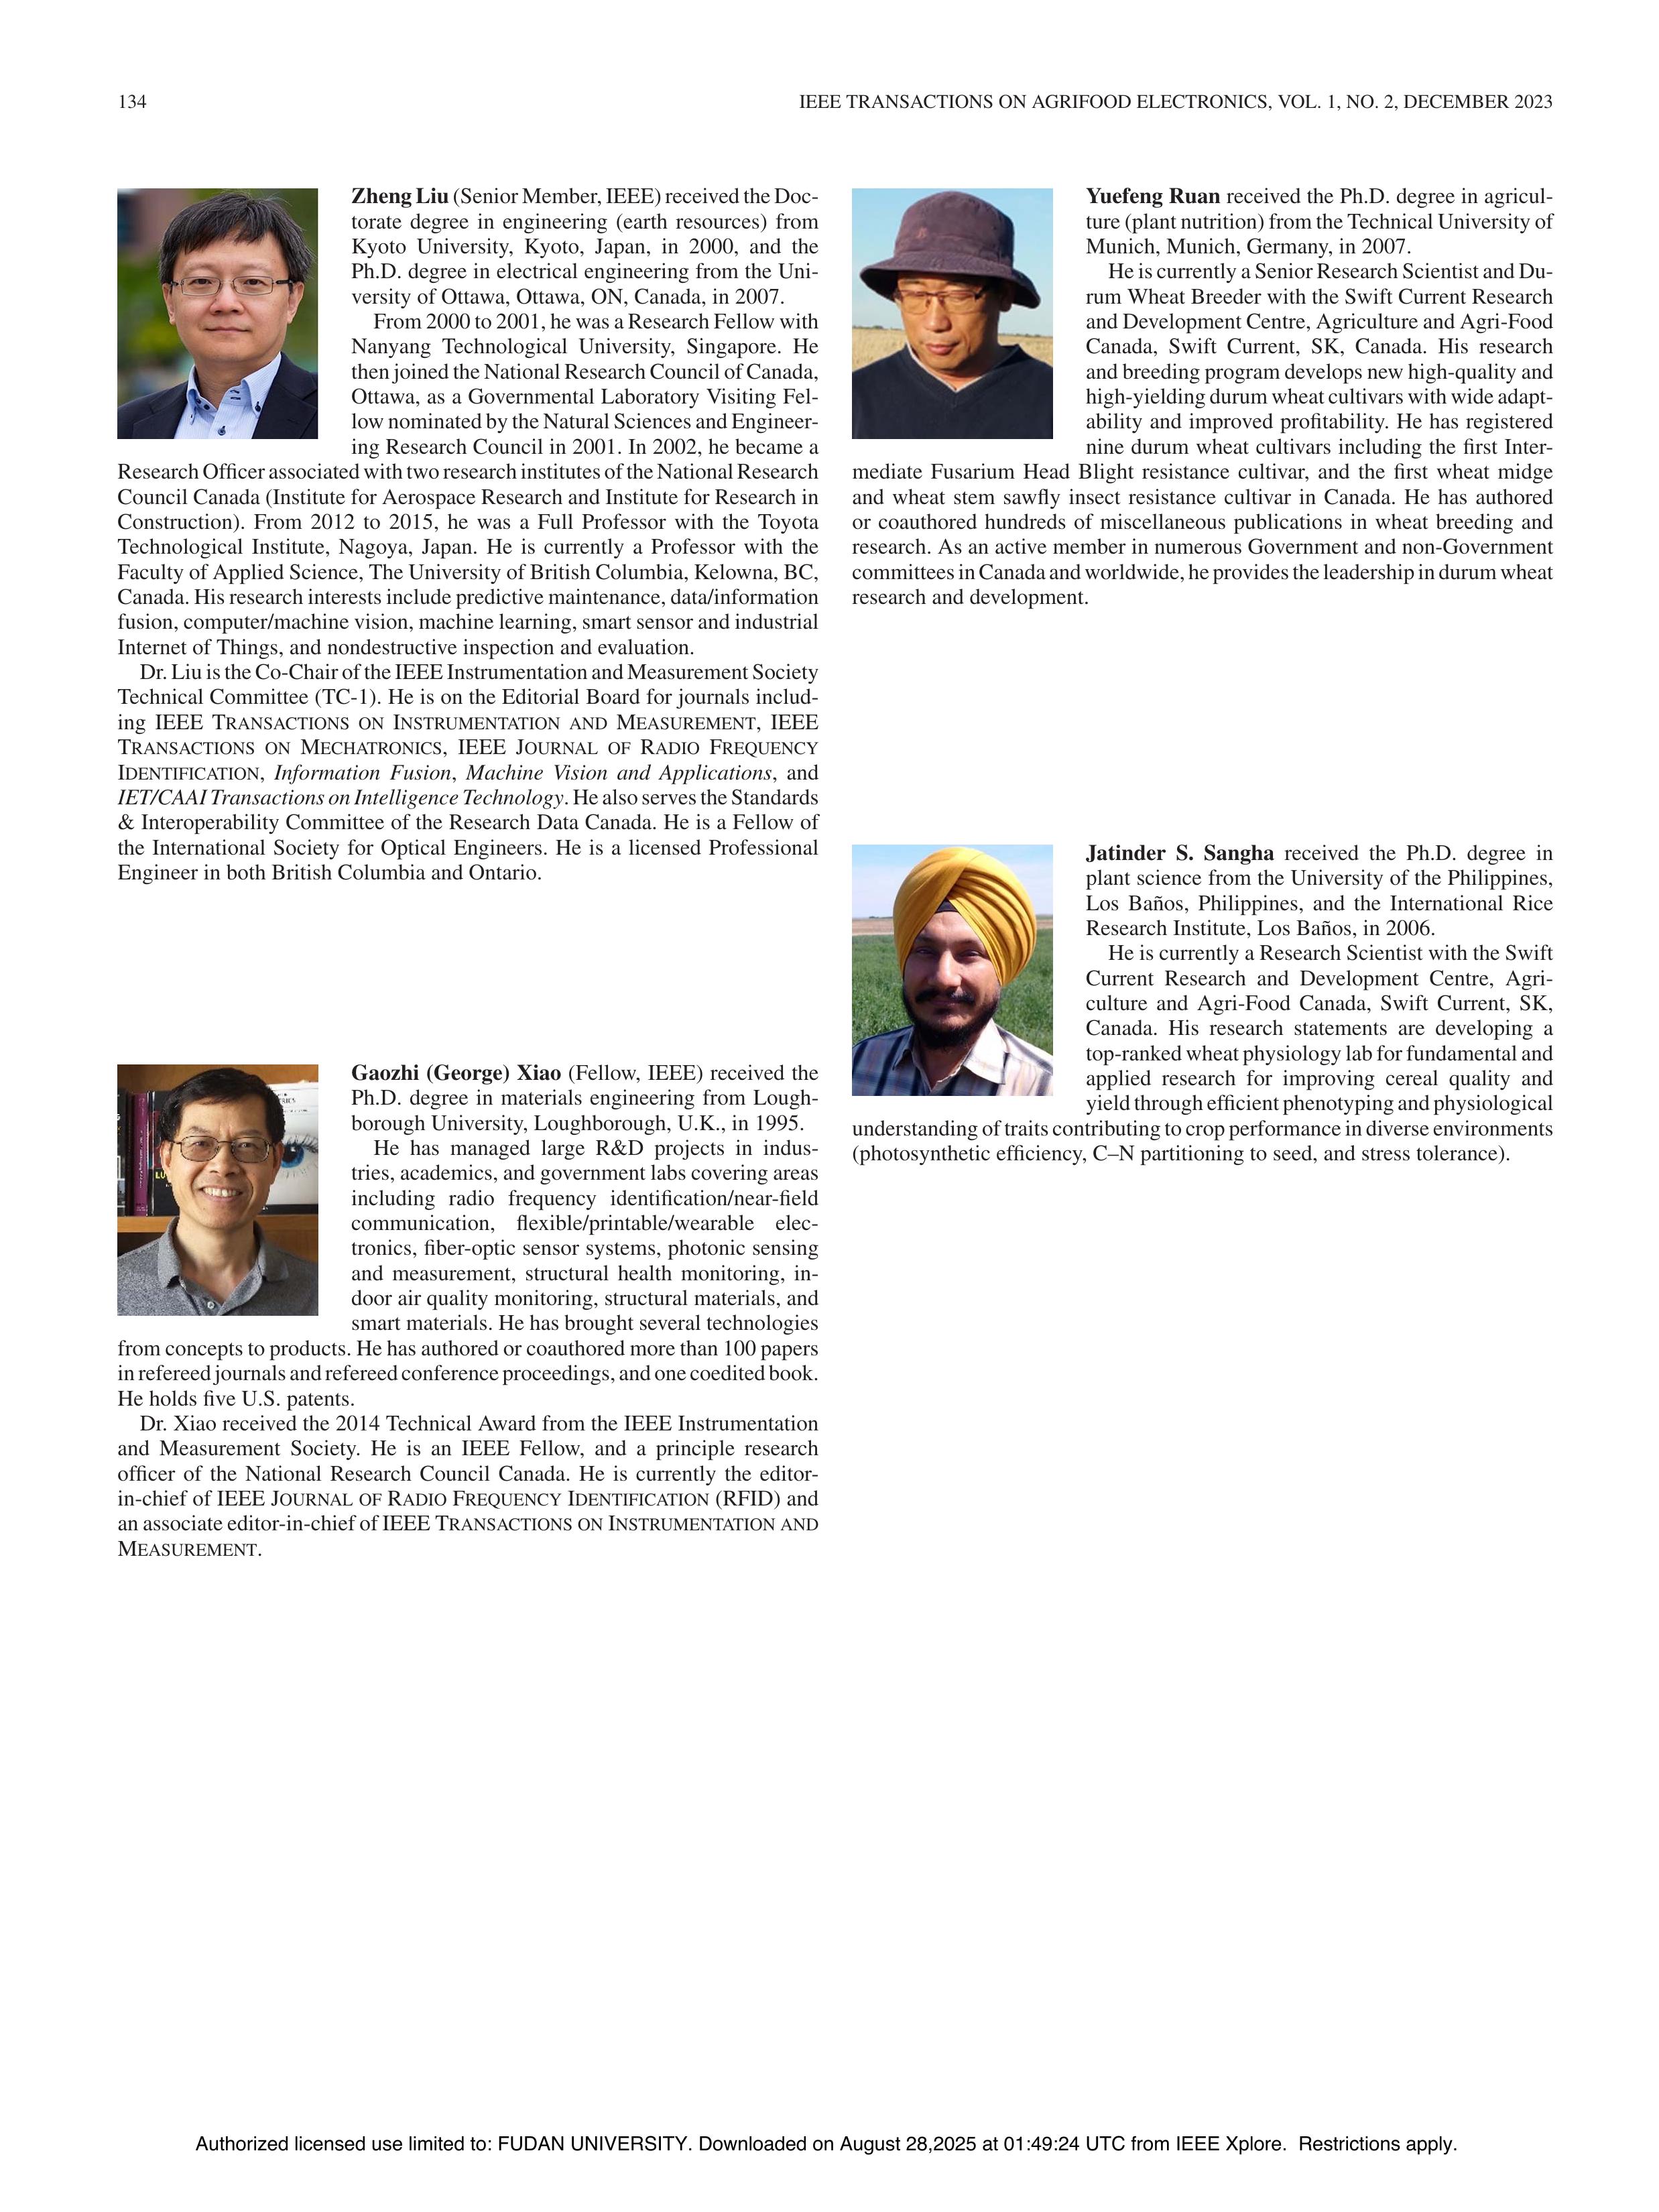 134
IEEE TRANSACTIONS ON AGRIFOOD ELECTRONICS, VOL. 1, NO. 2, DECEMBER 2023
Zheng Liu (Senior Member, IEEE) received the Doc-
torate degree in engineering (earth resources) from
Kyoto University, Kyoto, Japan, in 2000, and the
Ph.D. degree in electrical engineering from the Uni-
versity of Ottawa, Ottawa, ON, Canada, in 2007.
From 2000 to 2001, he was a Research Fellow with
Nanyang Technological University, Singapore. He
then joined the National Research Council of Canada,
Ottawa, as a Governmental Laboratory Visiting Fel-
low nominated by the Natural Sciences and Engineer-
ing Research Council in 2001. In 2002, he became a
Research Officer associated with two research institutes of the National Research
Council Canada (Institute for Aerospace Research and Institute for Research in
Construction). From 2012 to 2015, he was a Full Professor with the Toyota
Technological Institute, Nagoya, Japan. He is currently a Professor with the
Faculty of Applied Science, The University of British Columbia, Kelowna, BC,
Canada. His research interests include predictive maintenance, data/information
fusion, computer/machine vision, machine learning, smart sensor and industrial
Internet of Things, and nondestructive inspection and evaluation.
Dr. Liu is the Co-Chair of the IEEE Instrumentation and Measurement Society
Technical Committee (TC-1). He is on the Editorial Board for journals includ-
ing IEEE TRANSACTIONS ON INSTRUMENTATION AND MEASUREMENT, IEEE
TRANSACTIONS ON MECHATRONICS, IEEE JOURNAL OF RADIO FREQUENCY
IDENTIFICATION, Information Fusion, Machine Vision and Applications, and
IET/CAAI Transactions on Intelligence Technology. He also serves the Standards
& Interoperability Committee of the Research Data Canada. He is a Fellow of
the International Society for Optical Engineers. He is a licensed Professional
Engineer in both British Columbia and Ontario.
Gaozhi (George) Xiao (Fellow, IEEE) received the
Ph.D. degree in materials engineering from Lough-
borough University, Loughborough, U.K., in 1995.
He has managed large R&D projects in indus-
tries, academics, and government labs covering areas
including radio frequency identification/near-field
communication, flexible/printable/wearable elec-
tronics, fiber-optic sensor systems, photonic sensing
and measurement, structural health monitoring, in-
door air quality monitoring, structural materials, and
smart materials. He has brought several technologies
from concepts to products. He has authored or coauthored more than 100 papers
in refereed journals and refereed conference proceedings, and one coedited book.
He holds five U.S. patents.
Dr. Xiao received the 2014 Technical Award from the IEEE Instrumentation
and Measurement Society. He is an IEEE Fellow, and a principle research
officer of the National Research Council Canada. He is currently the editor-
in-chief of IEEE JOURNAL OF RADIO FREQUENCY IDENTIFICATION (RFID) and
an associate editor-in-chief of IEEE TRANSACTIONS ON INSTRUMENTATION AND
MEASUREMENT.
Yuefeng Ruan received the Ph.D. degree in agricul-
ture (plant nutrition) from the Technical University of
Munich, Munich, Germany, in 2007.
He is currently a Senior Research Scientist and Du-
rum Wheat Breeder with the Swift Current Research
and Development Centre, Agriculture and Agri-Food
Canada, Swift Current, SK, Canada. His research
and breeding program develops new high-quality and
high-yielding durum wheat cultivars with wide adapt-
ability and improved profitability. He has registered
nine durum wheat cultivars including the first Inter-
mediate Fusarium Head Blight resistance cultivar, and the first wheat midge
and wheat stem sawfly insect resistance cultivar in Canada. He has authored
or coauthored hundreds of miscellaneous publications in wheat breeding and
research. As an active member in numerous Government and non-Government
committees in Canada and worldwide, he provides the leadership in durum wheat
research and development.
Jatinder S. Sangha received the Ph.D. degree in
plant science from the University of the Philippines,
Los Baños, Philippines, and the International Rice
Research Institute, Los Baños, in 2006.
He is currently a Research Scientist with the Swift
Current Research and Development Centre, Agri-
culture and Agri-Food Canada, Swift Current, SK,
Canada. His research statements are developing a
top-ranked wheat physiology lab for fundamental and
applied research for improving cereal quality and
yield through efficient phenotyping and physiological
understanding of traits contributing to crop performance in diverse environments
(photosynthetic efficiency, C–N partitioning to seed, and stress tolerance).
Authorized licensed use limited to: FUDAN UNIVERSITY. Downloaded on August 28,2025 at 01:49:24 UTC from IEEE Xplore. Restrictions apply.